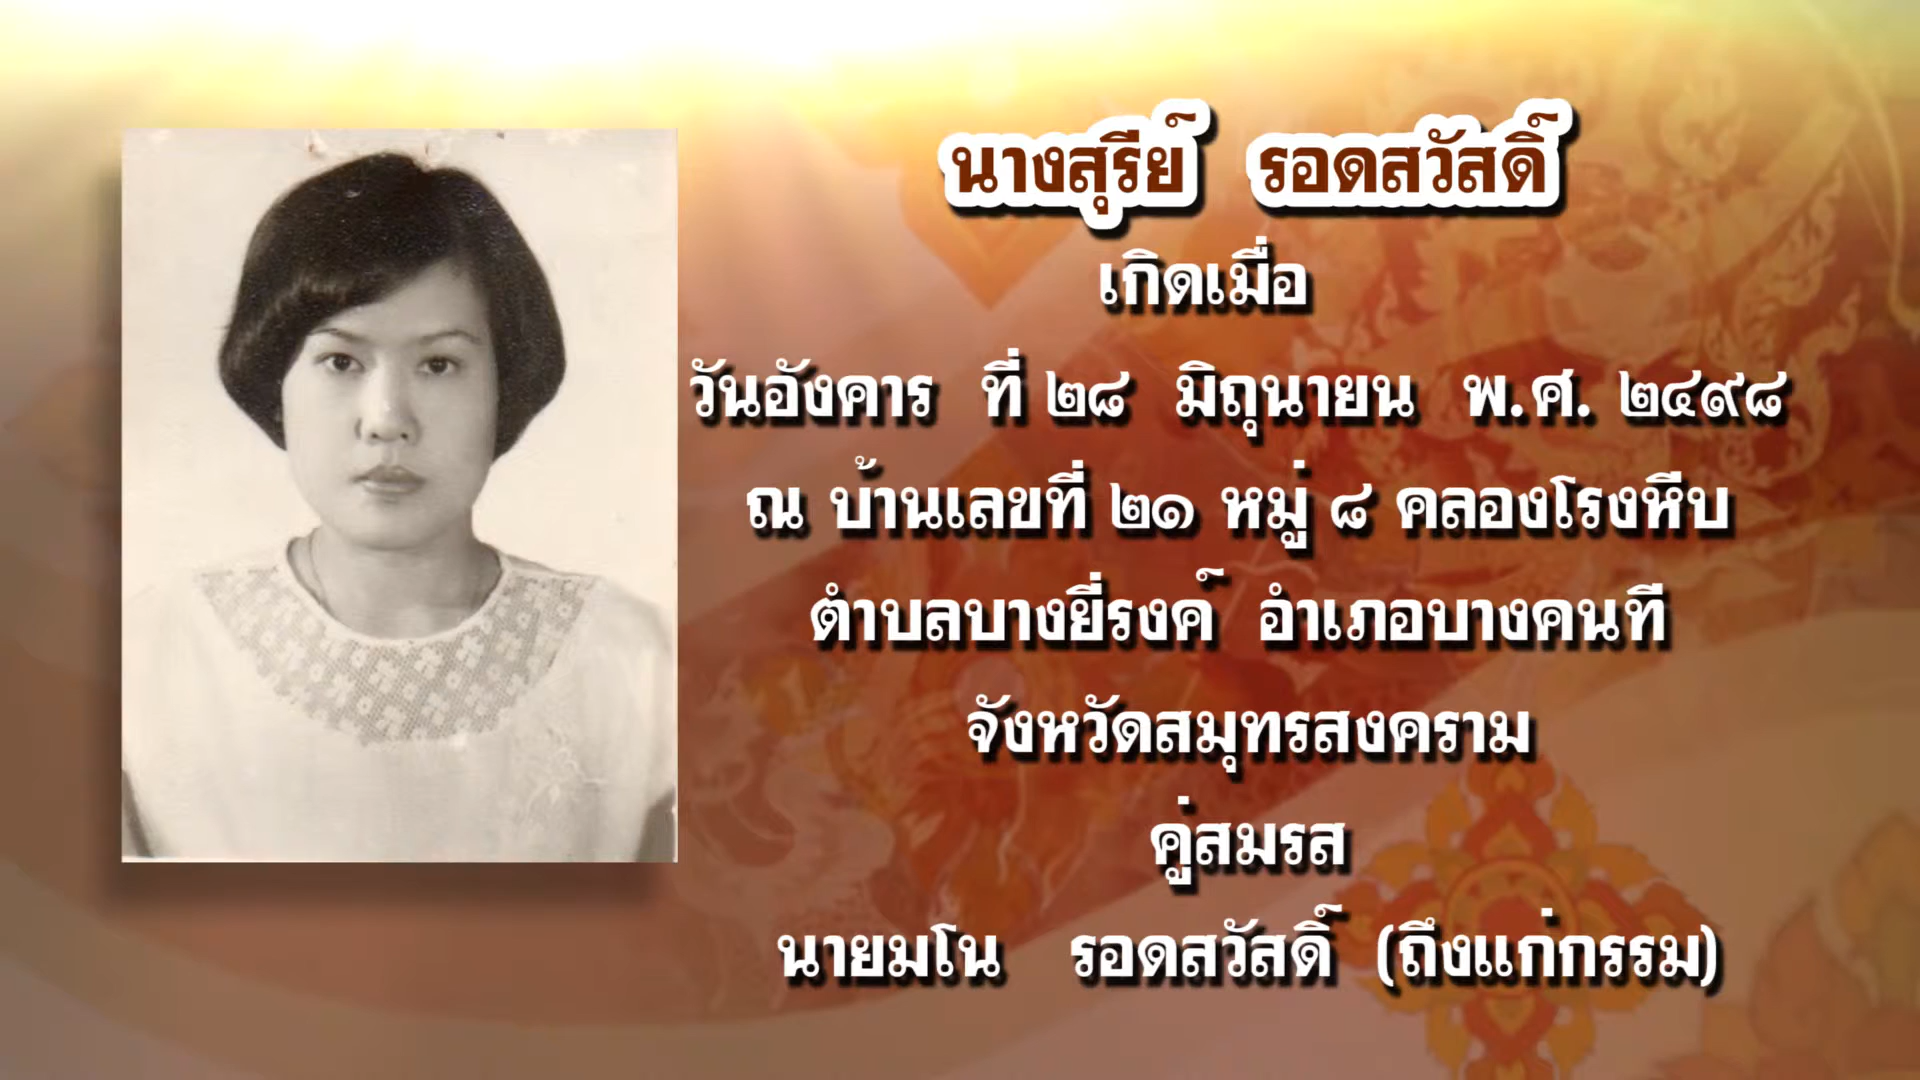 นางสุรีย์ รอดสวัสดิ์
เกิดเมื่อ
วันอังคาร ที่ ๒๘ มิถุนายน พ.ศ. ๒๔๙๘
ณ บ้านเลขที่ ๒๑ หมู่ ๘ คลองโรงหีบ
ตำบลบางยี่รงค์ อำเภอบางคนที
จังหวัดสมุทรสงคราม
คู่สมรส
นายมโน รอดสวัสดิ์ (ถึงแก่กรรม)